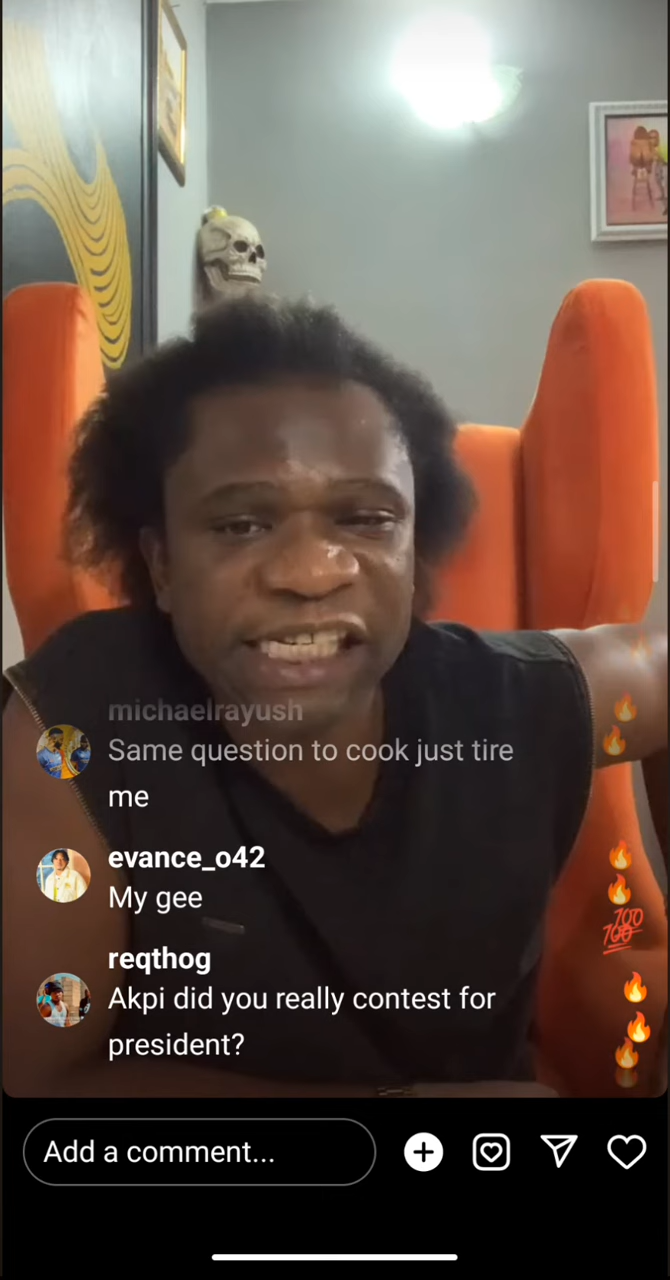 michaelrayush
Same question to cook just tire
me
evance_o42
My gee
reqthog
Akpi did you really contest for
president?
Add a comment...